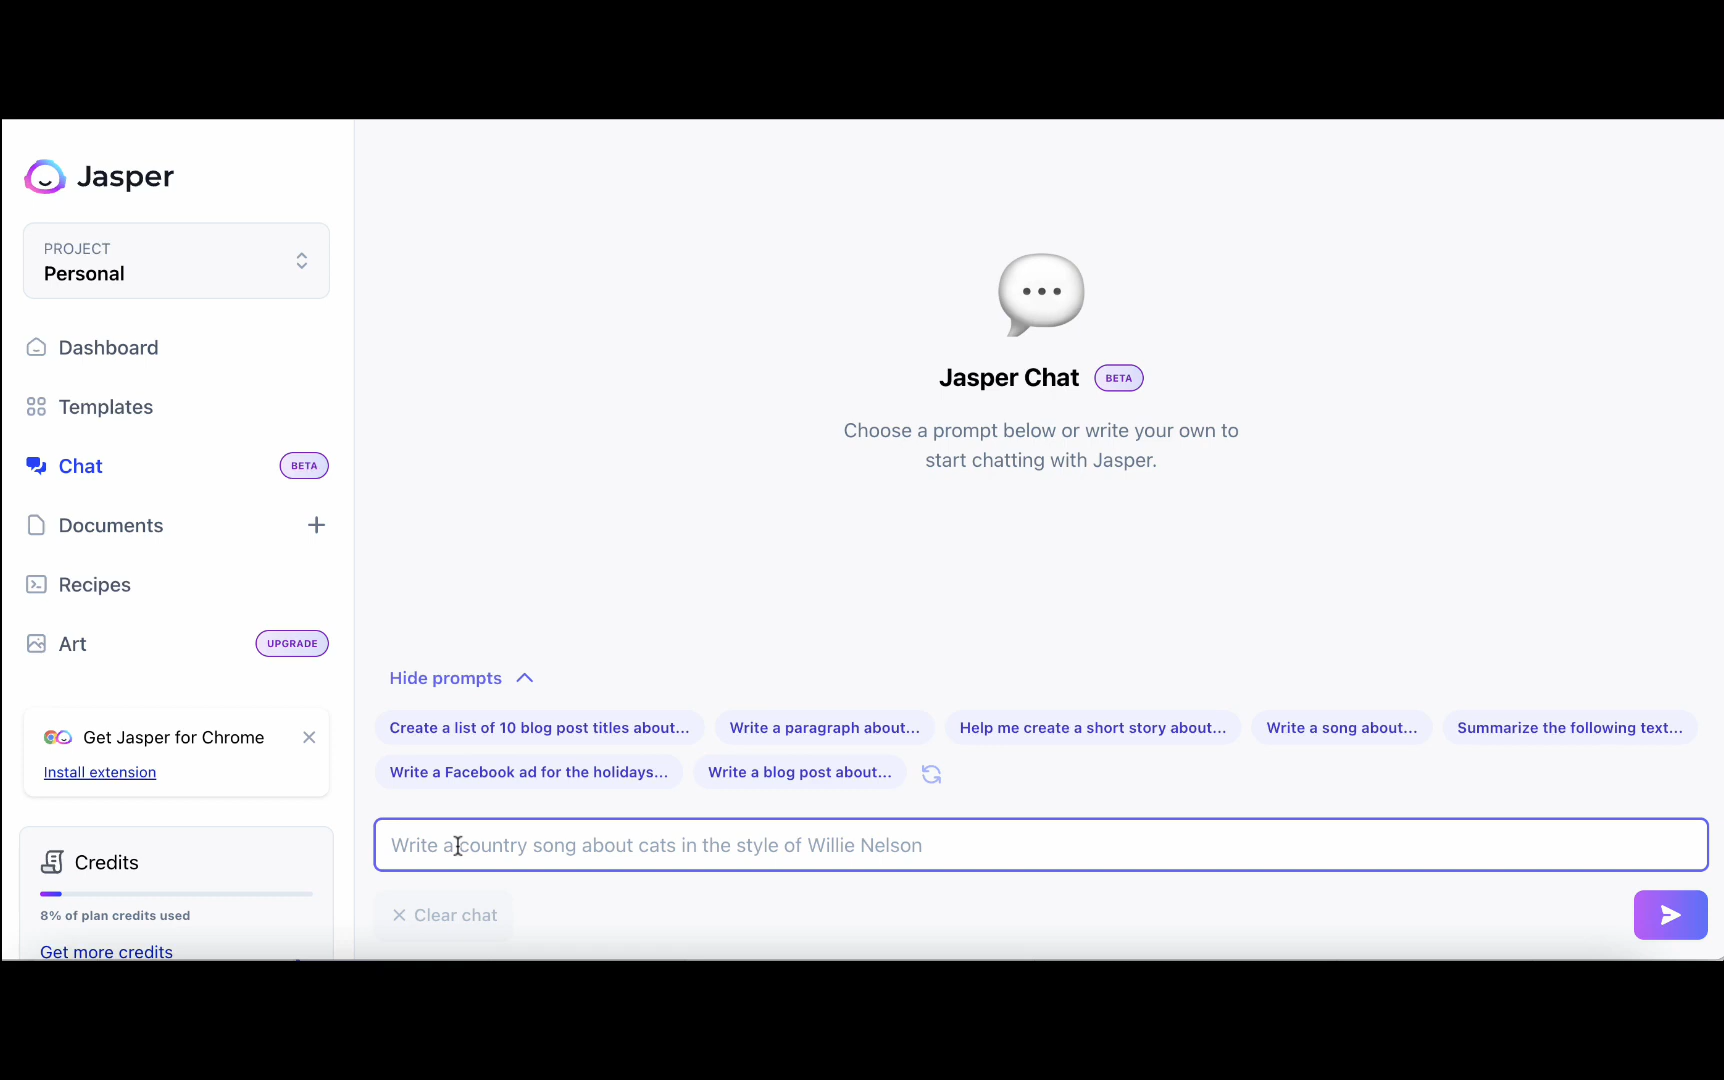 Jasper
PROJECT
Personal
Dashboard
Templates
Chat BETA
Documents
Recipes
Art UPGRADE
Get Jasper for Chrome
Install extension
Credits
8% of plan credits used
Get more credits
Jasper Chat BETA
Choose a prompt below or write your own to
start chatting with Jasper.
Hide prompts
Create a list of 10 blog post titles about... Write a paragraph about... Help me create a short story about... Write a song about... Summarize the following text...
Write a Facebook ad for the holidays... Write a blog post about...
Write a country song about cats in the style of Willie Nelson
Clear chat